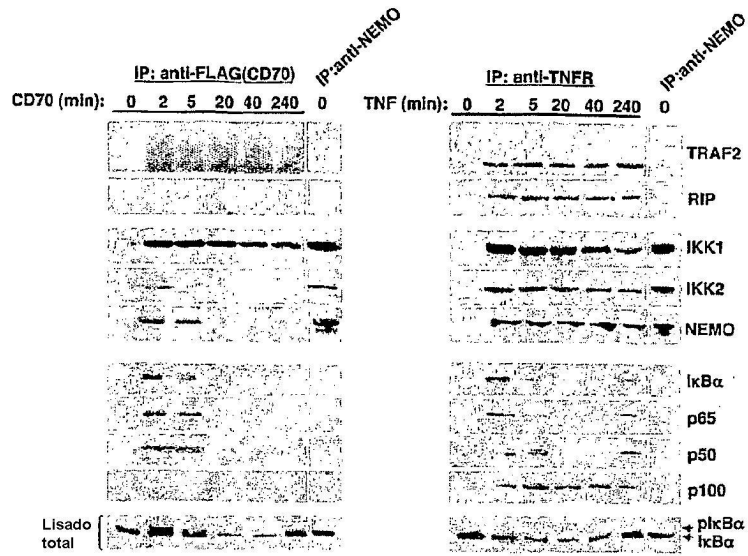 IP: anti-FLAG(CD70)
IP:anti-NEMO
CD70 (min): 0 2 5 20 40 240 0
IP: anti-TNFR
IP:anti-NEMO
TNF (min): 0 2 5 20 40 240 0
TRAF2
RIP
IKK1
IKK2
NEMO
IκBα
p65
p50
p100
Lisado
total
pIκBα
IκBα